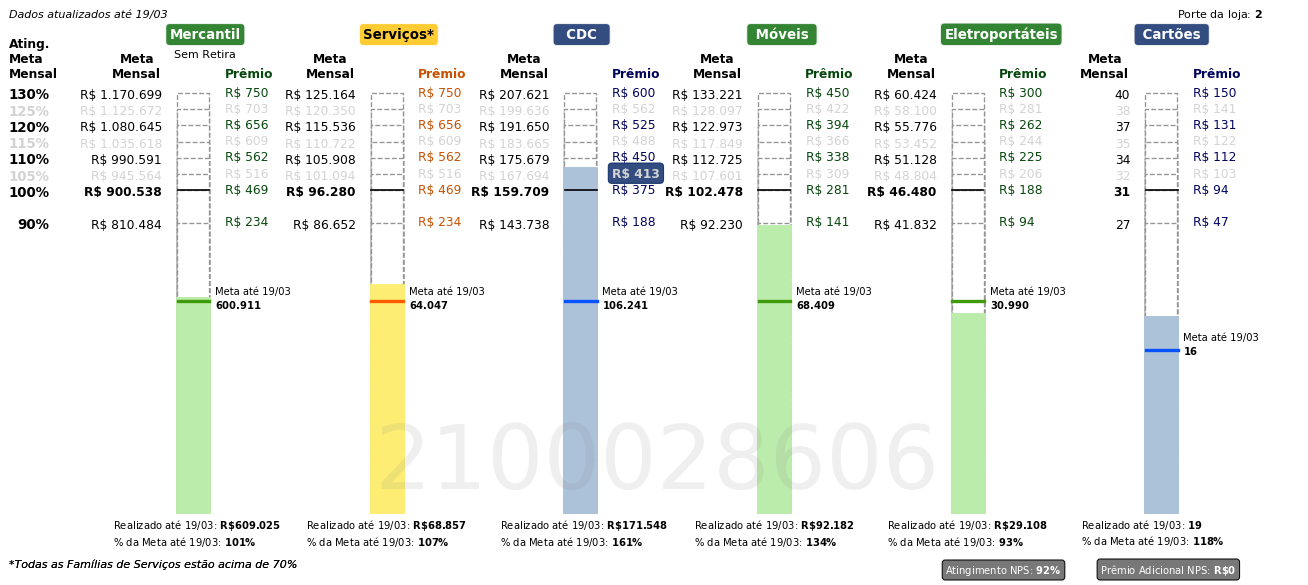 Dados atualizados até 19/03
Porte da loja: 2
Mercantil Serviços* CDC Móveis Eletroportáteis Cartões
Sem Retira
Ating. Meta Mensal
Meta Mensal Prêmio Meta Mensal Prêmio Meta Mensal Prêmio Meta Mensal Prêmio Meta Mensal Prêmio Meta Mensal Prêmio
130% R$ 1.170.699 R$ 750 R$ 125.164 R$ 750 R$ 207.621 R$ 600 R$ 133.221 R$ 450 R$ 60.424 R$ 300 40 R$ 150
125% R$ 1.125.672 R$ 703 R$ 120.350 R$ 703 R$ 199.636 R$ 562 R$ 128.097 R$ 422 R$ 58.100 R$ 281 38 R$ 141
120% R$ 1.080.645 R$ 656 R$ 115.536 R$ 656 R$ 191.650 R$ 525 R$ 122.973 R$ 394 R$ 55.776 R$ 262 37 R$ 131
115% R$ 1.035.618 R$ 609 R$ 110.722 R$ 609 R$ 183.665 R$ 488 R$ 117.849 R$ 366 R$ 53.452 R$ 244 35 R$ 122
110% R$ 990.591 R$ 562 R$ 105.908 R$ 562 R$ 175.679 R$ 450 R$ 112.725 R$ 338 R$ 51.128 R$ 225 34 R$ 112
105% R$ 945.564 R$ 516 R$ 101.094 R$ 516 R$ 167.694 R$ 413 R$ 107.601 R$ 309 R$ 48.804 R$ 206 32 R$ 103
100% R$ 900.538 R$ 469 R$ 96.280 R$ 469 R$ 159.709 R$ 375 R$ 102.478 R$ 281 R$ 46.480 R$ 188 31 R$ 94
90% R$ 810.484 R$ 234 R$ 86.652 R$ 234 R$ 143.738 R$ 188 R$ 92.230 R$ 141 R$ 41.832 R$ 94 27 R$ 47
Meta até 19/03 Meta até 19/03 Meta até 19/03 Meta até 19/03 Meta até 19/03
600.911 64.047 106.241 68.409 30.990
Meta até 19/03
16
2100028606
Realizado até 19/03: R$609.025 Realizado até 19/03: R$68.857 Realizado até 19/03: R$171.548 Realizado até 19/03: R$92.182 Realizado até 19/03: R$29.108 Realizado até 19/03: 19
% da Meta até 19/03: 101% % da Meta até 19/03: 107% % da Meta até 19/03: 161% % da Meta até 19/03: 134% % da Meta até 19/03: 93% % da Meta até 19/03: 118%
*Todas as Famílias de Serviços estão acima de 70%
Atingimento NPS: 92% Prêmio Adicional NPS: R$0